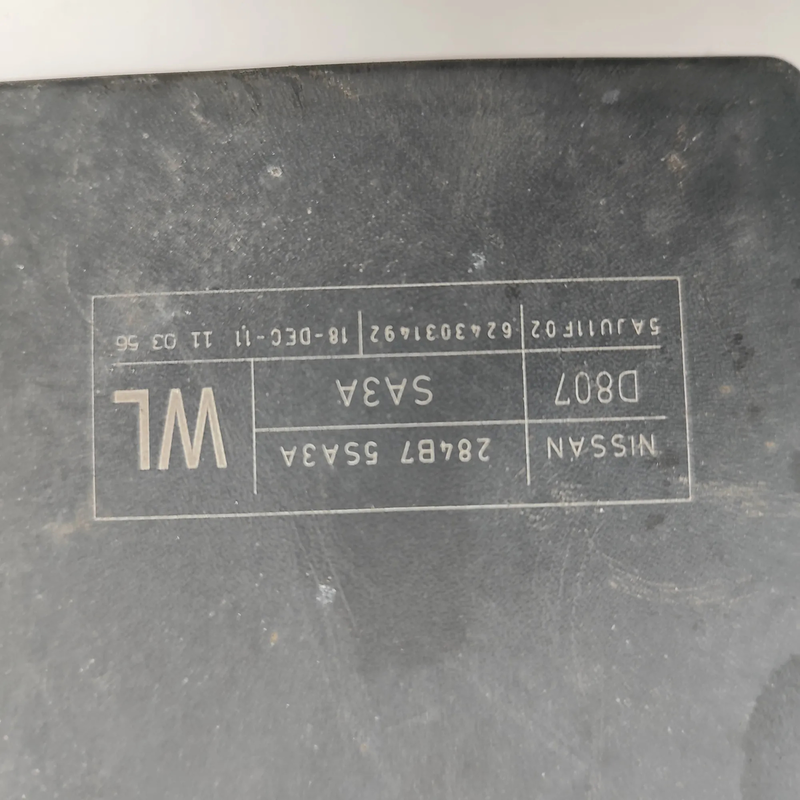 NISSAN 284B7 5SA3A WL
D807 SA3A
5AJU11F02 6243031492 18-DEC-11 11 03 56